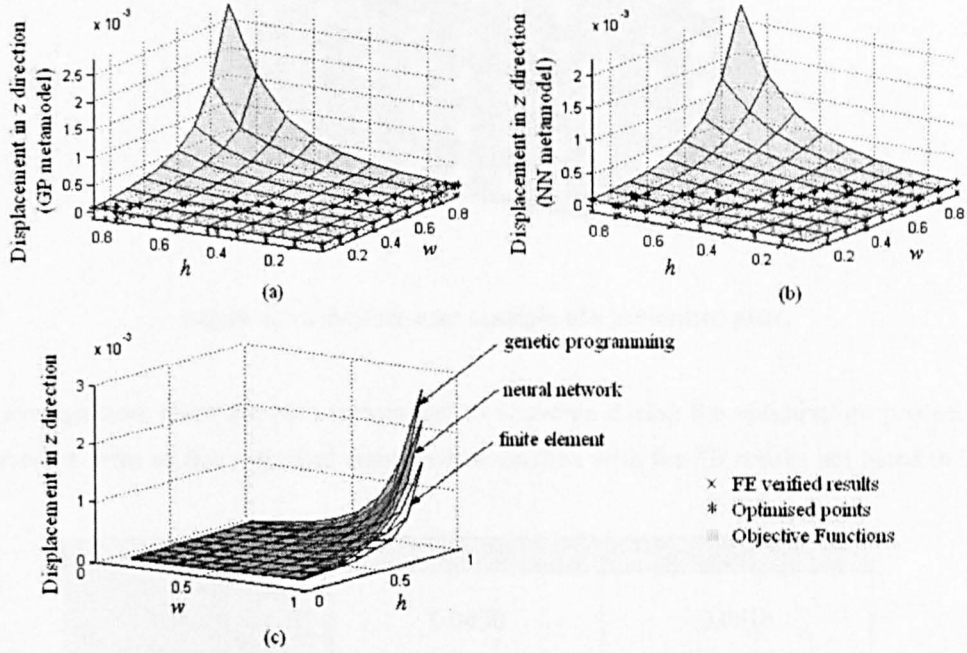 x 10-3
Displacement in z direction
(GP metamodel)
2.5
2
1.5
1
0.5
0
0.8
0.6
0.4
0.2
h
0.2
0.4
0.6
0.8
w
(a)
x 10-3
Displacement in z direction
(NN metamodel)
2
1.5
1
0.5
0
0.8
0.6
0.4
0.2
h
0.2
0.4
0.6
0.8
w
(b)
x 10-3
Displacement in z direction
3
2
1
0
0
0.5
1
w
0
0.5
1
h
genetic programming
neural network
finite element
(c)
× FE verified results
* Optimised points
Objective Functions